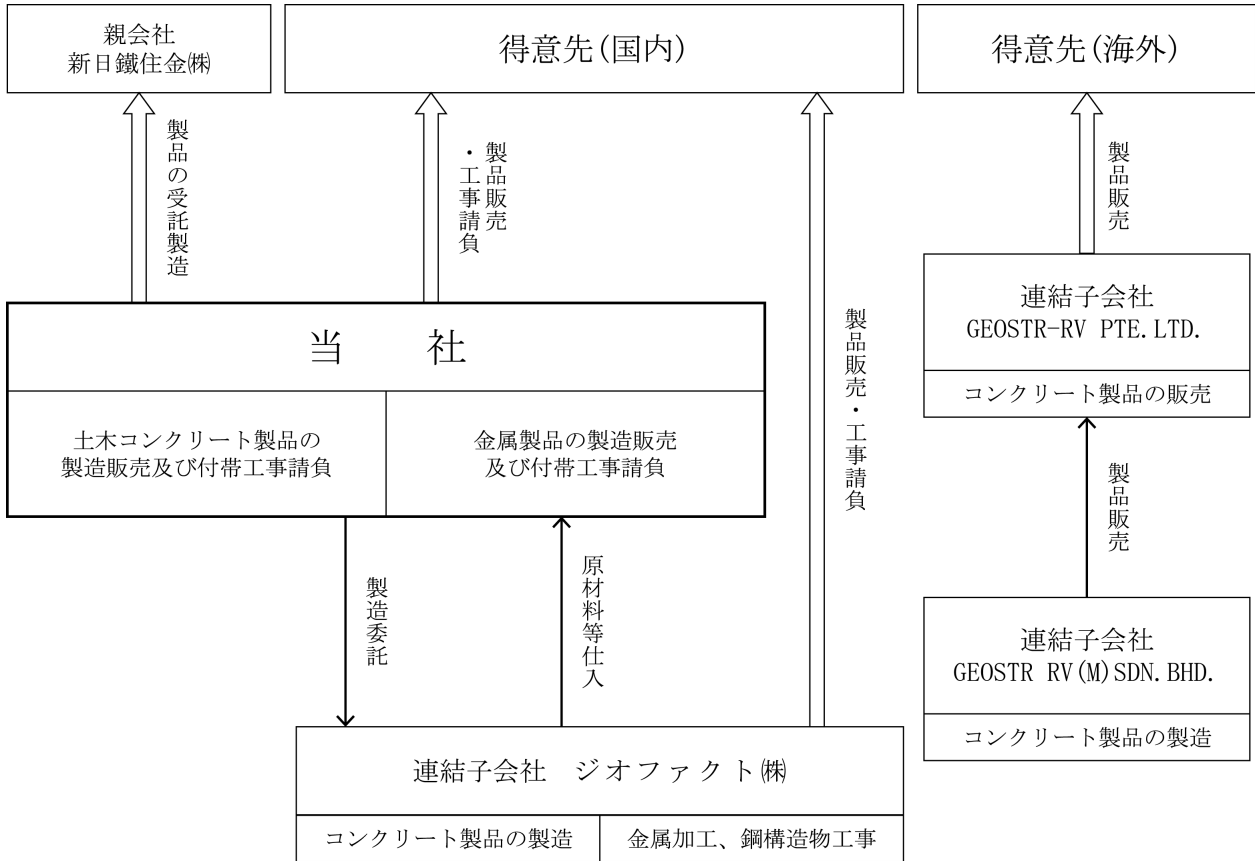 親会社
新日鐵住金㈱
得意先(国内)
得意先(海外)
製品の受託製造
製品販売
・工事請負
製品販売・工事請負
製品販売
連結子会社
GEOSTR-RV PTE.LTD.
コンクリート製品の販売
当　社
土木コンクリート製品の
製造販売及び付帯工事請負
金属製品の製造販売
及び付帯工事請負
製造委託
原材料等仕入
製品販売
連結子会社
GEOSTR RV(M)SDN.BHD.
コンクリート製品の製造
連結子会社　ジオファクト㈱
コンクリート製品の製造
金属加工、鋼構造物工事